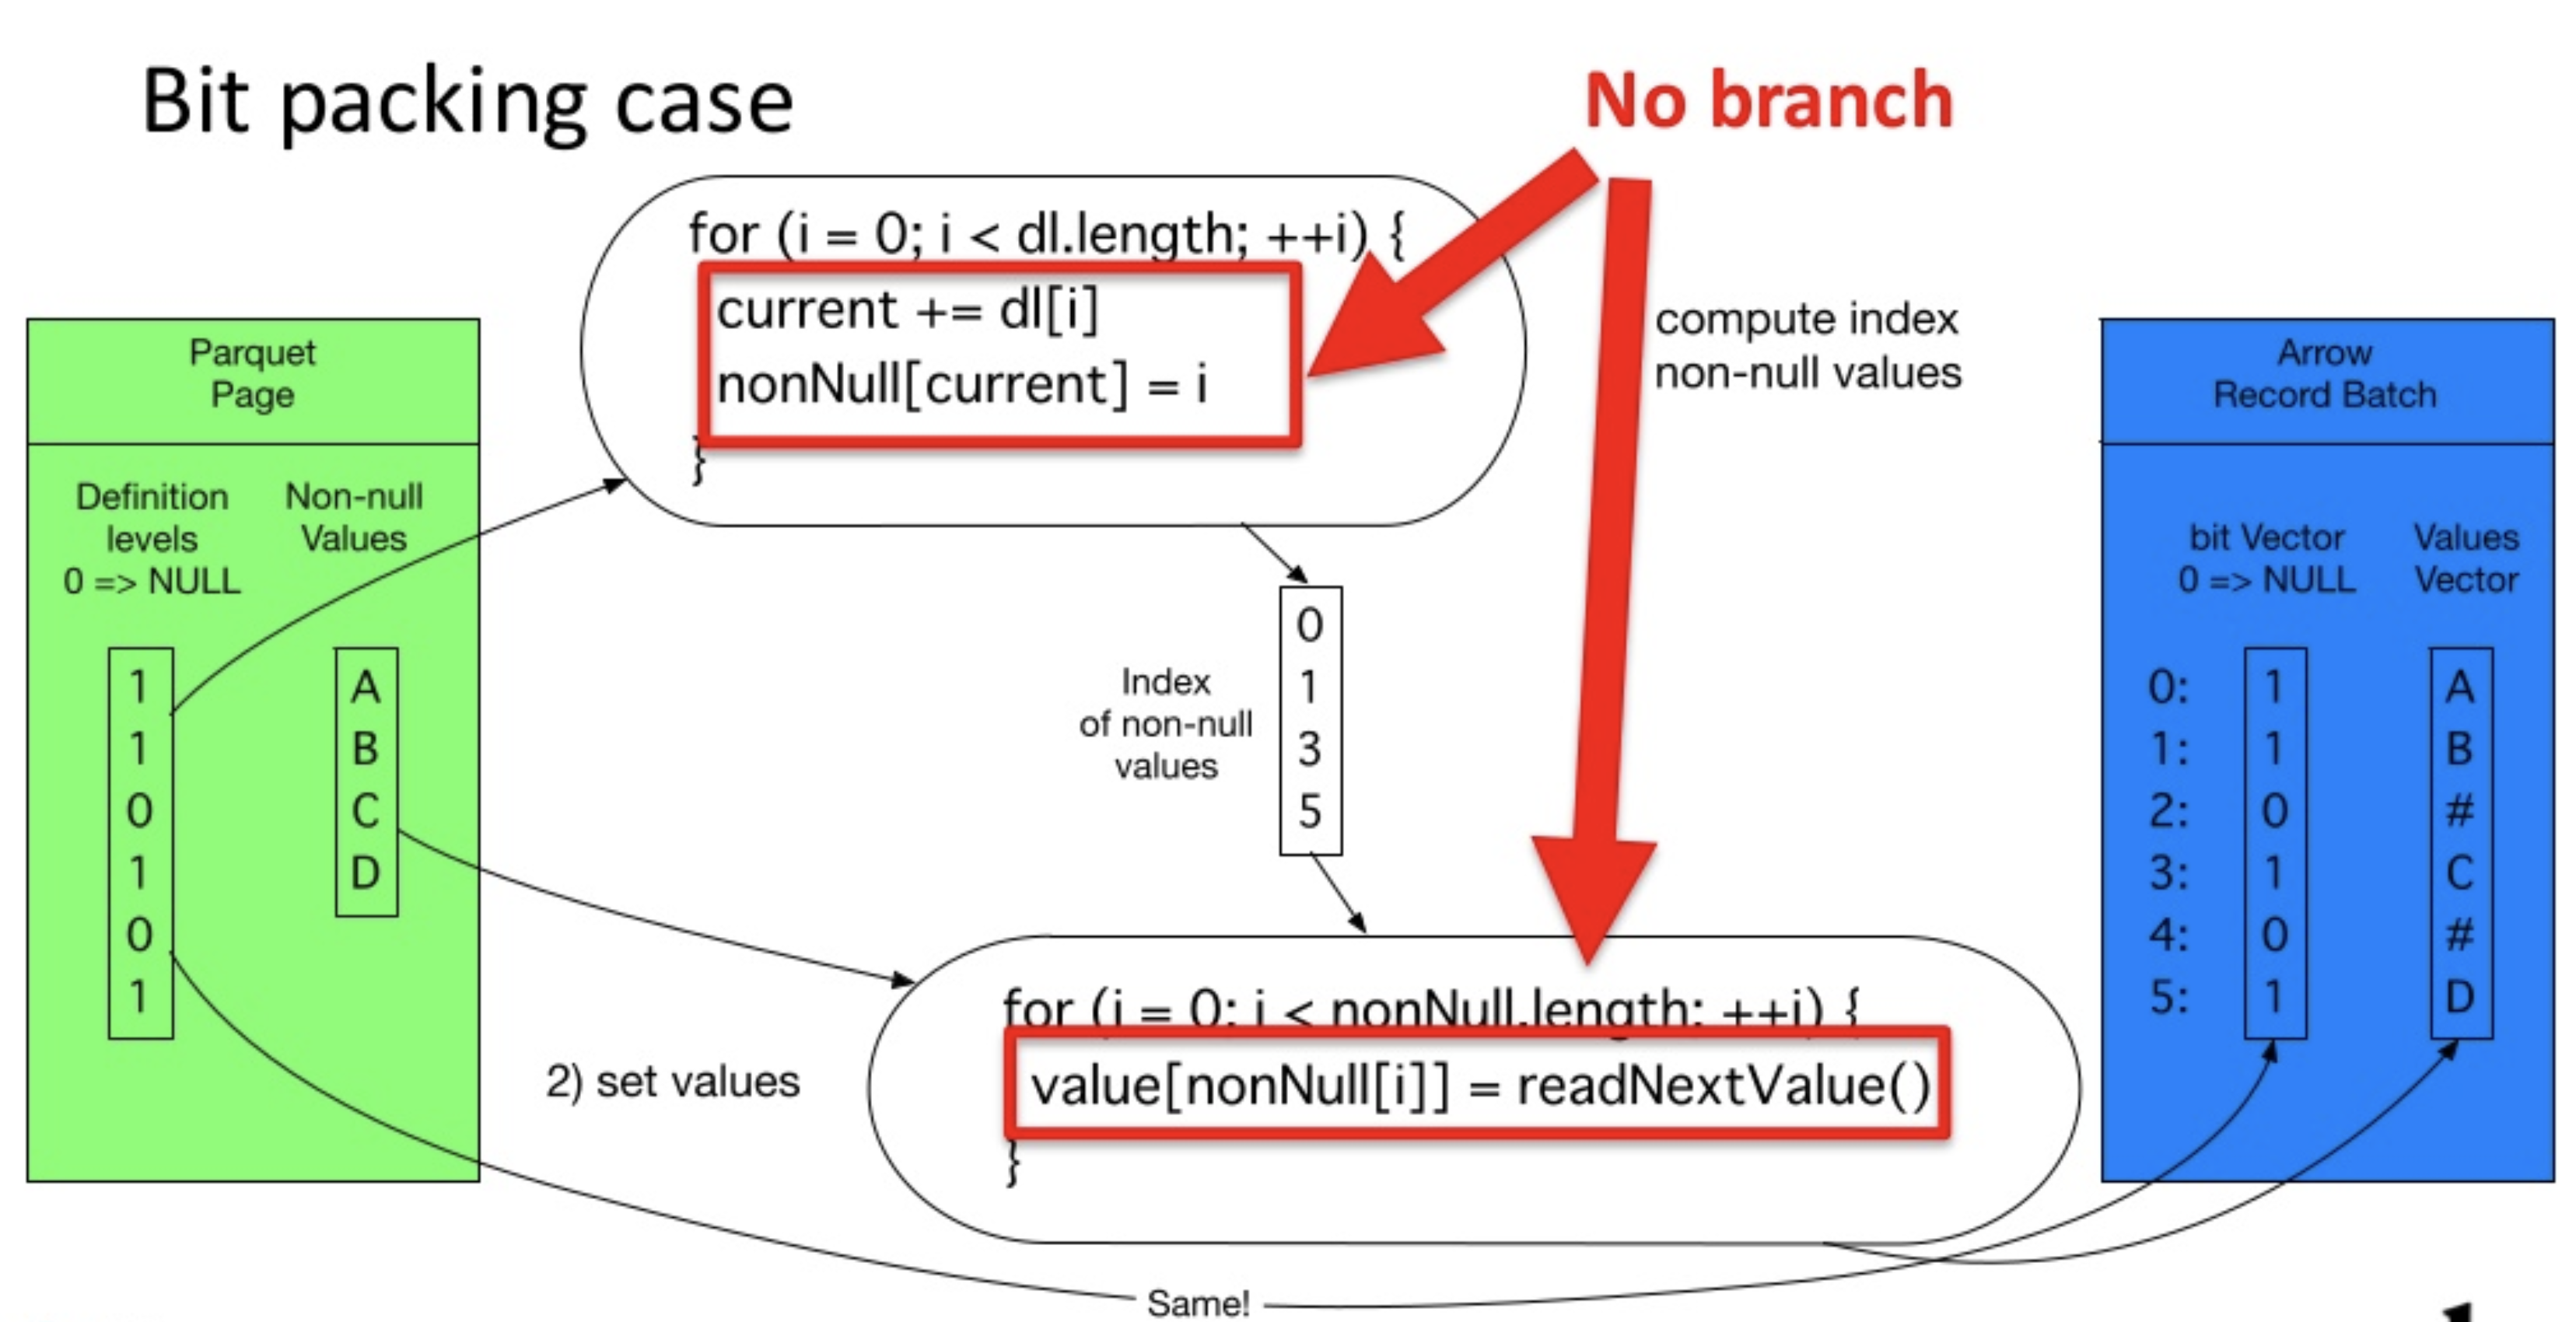 Bit packing case
No branch
for (i = 0; i < dl.length; ++i) {
current += dl[i]
nonNull[current] = i
}
compute index
non-null values
Parquet
Page
Definition
levels
0 => NULL
Non-null
Values
1
1
0
1
0
1
A
B
C
D
Index
of non-null
values
0
1
3
5
2) set values
for (i = 0; i < nonNull.length; ++i) {
value[nonNull[i]] = readNextValue()
}
Same!
Arrow
Record Batch
bit Vector
0 => NULL
Values
Vector
0: 1 A
1: 1 B
2: 0 #
3: 1 C
4: 0 #
5: 1 D